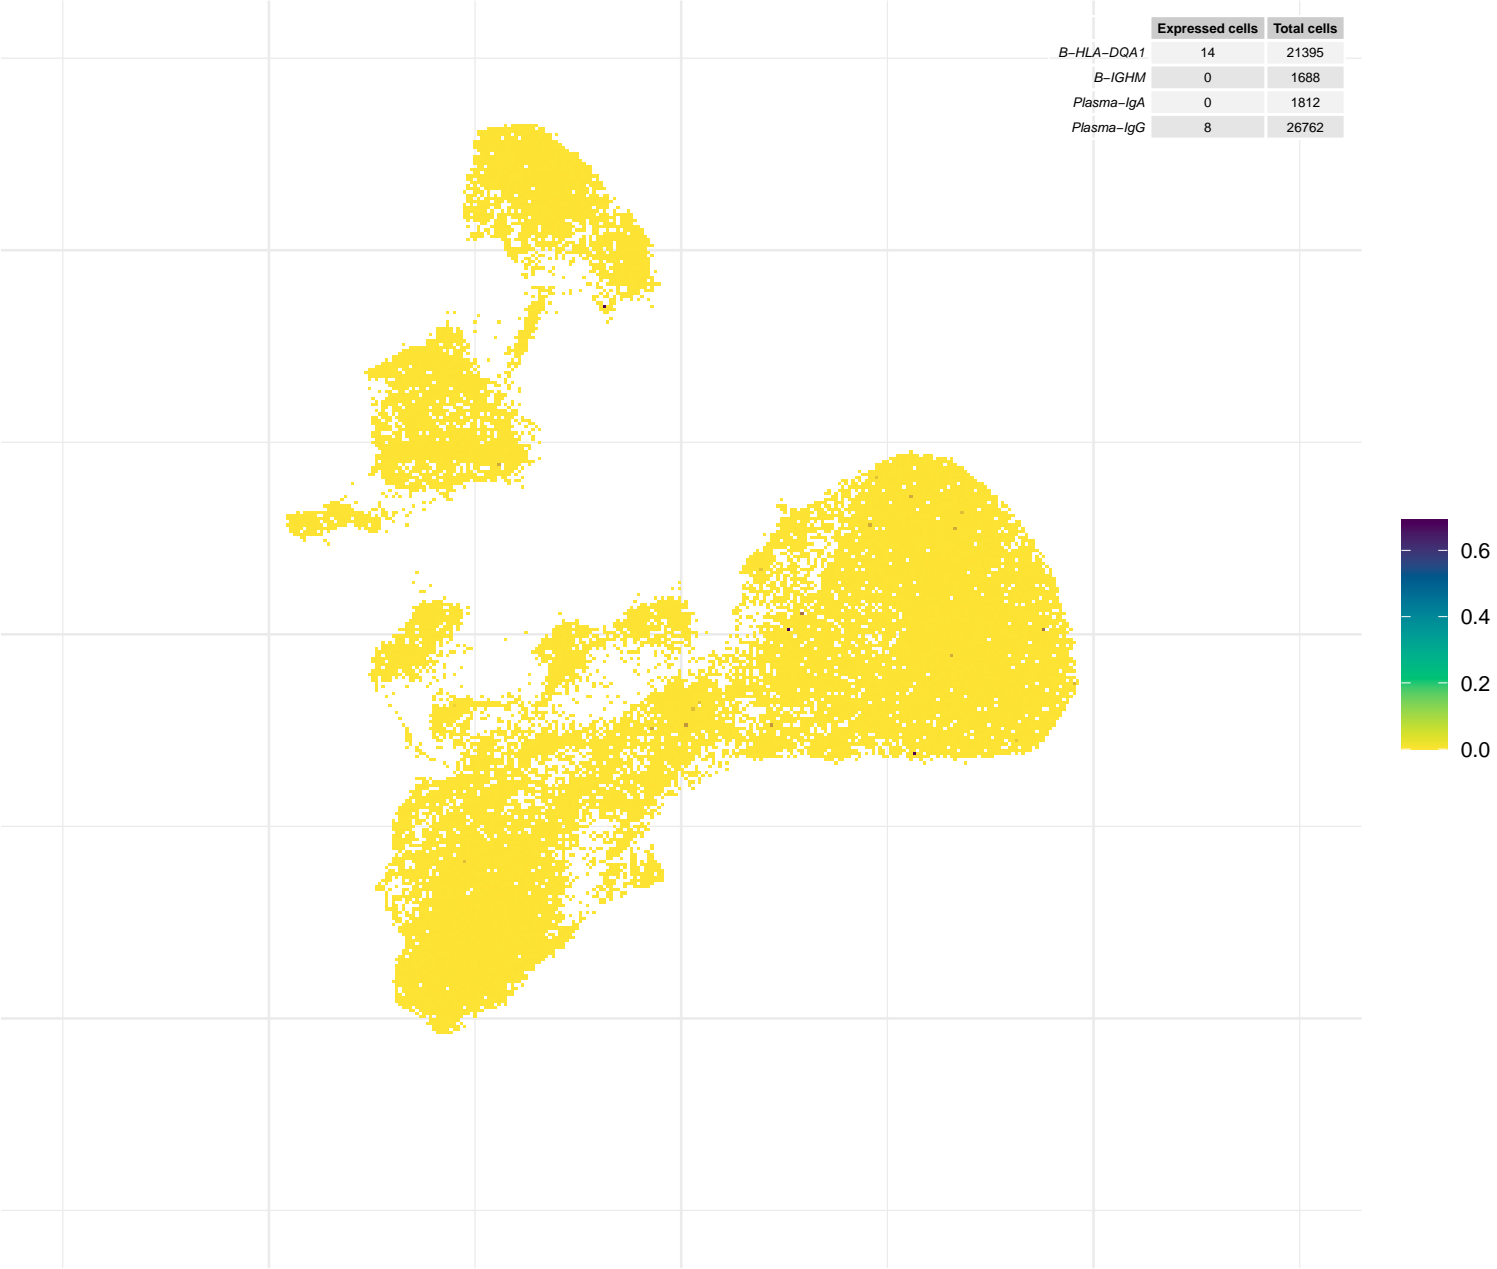 Expressed cells Total cells
B−HLA−DQA1 14 21395
B−IGHM 0 1688
Plasma−IgA 0 1812
Plasma−IgG 8 26762
0.6
0.4
0.2
0.0